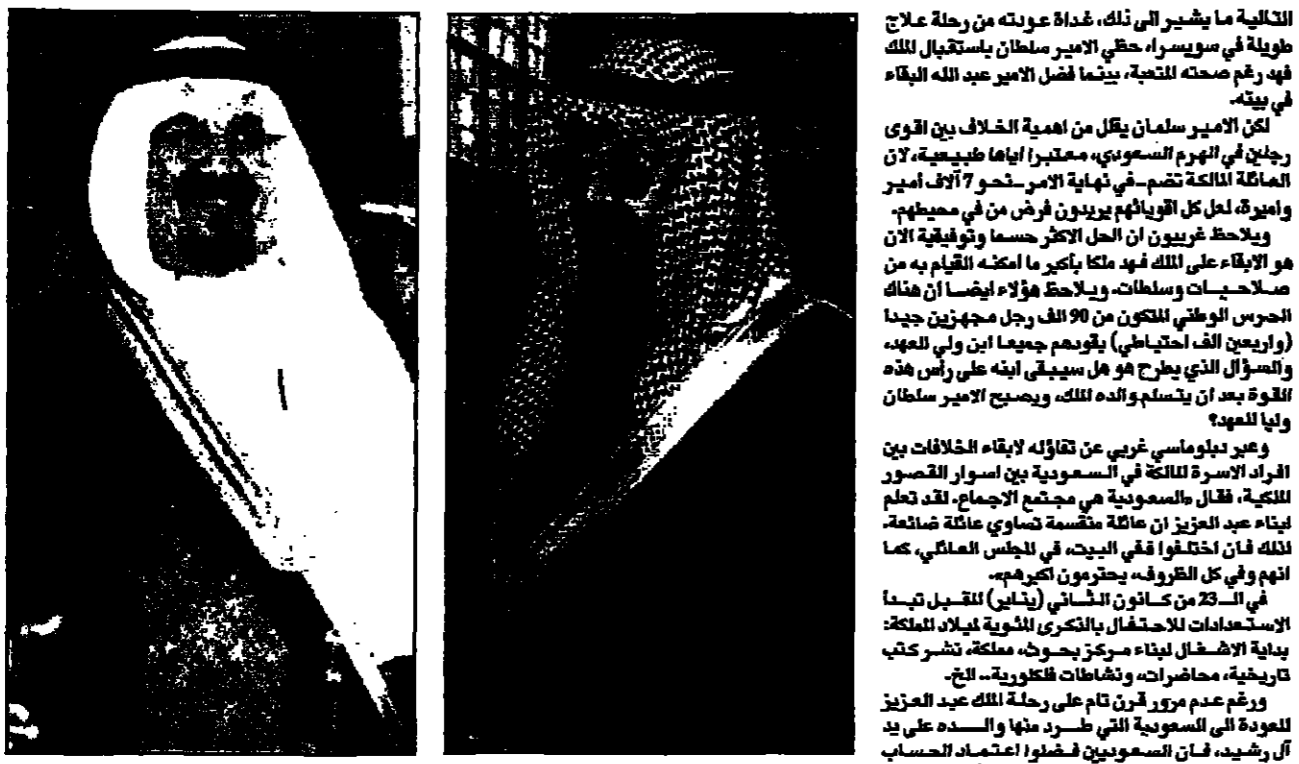 التالية ما يشير الى ذلك، غداة عودته من رحلة علاج
طويلة في سويسرا، حظي الامير سلطان باستقبال الملك
فهد رغم صحته المتعبة، بينما فضل الامير عبد الله البقاء
في بيته.
لكن الامير سلمان يقلل من اهمية الخلاف بين اقوى
رجلين في الهرم السعودي، معتبرا اياها طبيعية، لان
العائلة المالكة تضم ـ في نهاية الامر ـ نحو 7 آلاف أمير
واميرة، لعل كل اقويائهم يريدون فرض من في محيطهم.
ويلاحظ غربيون ان الحل الاكثر حسما وتوفيقية الان
هو الابقاء على الملك فهد ملكا بأكبر ما امكنه القيام به من
صلاحيات وسلطات. ويلاحظ هؤلاء ايضا ان هناك
الحرس الوطني المتكون من 90 الف رجل مجهزين جيدا
(واربعين الف احتياطي) يقودهم جميعا ابن ولي العهد،
والسؤال الذي يطرح هو هل سيبقى ابنه على رأس هذه
القوة بعد ان يتسلم والده الملك، ويصبح الامير سلطان
وليا للعهد؟
وعبر دبلوماسي غربي عن تفاؤله لابقاء الخلافات بين
افراد الاسرة المالكة في السعودية بين اسوار القصور
الملكية، فقال «السعودية هي مجتمع الاجماع. لقد تعلم
ابناء عبد العزيز ان عائلة منقسمة تساوي عائلة ضائعة.
لذلك فان اختلفوا ففي البيت، في المجلس العائلي، كما
انهم وفي كل الظروف، يحترمون اكبرهم».
في الـ 23 من كانون الثاني (يناير) المقبل تبدأ
الاستعدادات للاحتفال بالذكرى المئوية لميلاد المملكة:
بداية الاشغال لبناء مركز بحوث، مملكة، نشر كتب
تاريخية، محاضرات، ونشاطات فلكلورية.. الخ.
ورغم عدم مرور قرن تام على رحلة الملك عبد العزيز
للعودة الى السعودية التي طرد منها والده على يد
آل رشيد، فان السعوديين فضلوا اعتماد الحساب